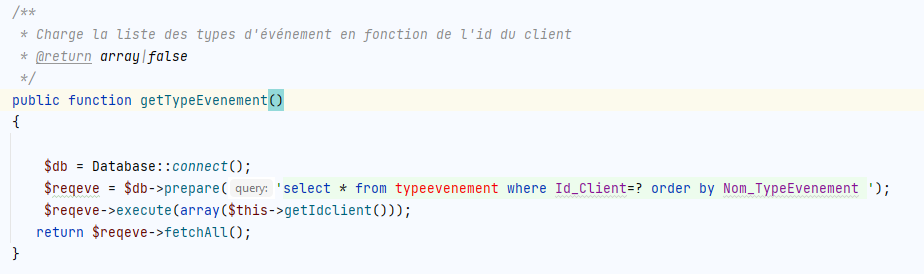 /**
 * Charge la liste des types d'événement en fonction de l'id du client
 * @return array|false
 */
public function getTypeEvenement()
{
    $db = Database::connect();
    $reqeve = $db->prepare( query: 'select * from typeevenement where Id_Client=? order by Nom_TypeEvenement ');
    $reqeve->execute(array($this->getIdclient()));
   return $reqeve->fetchAll();
}